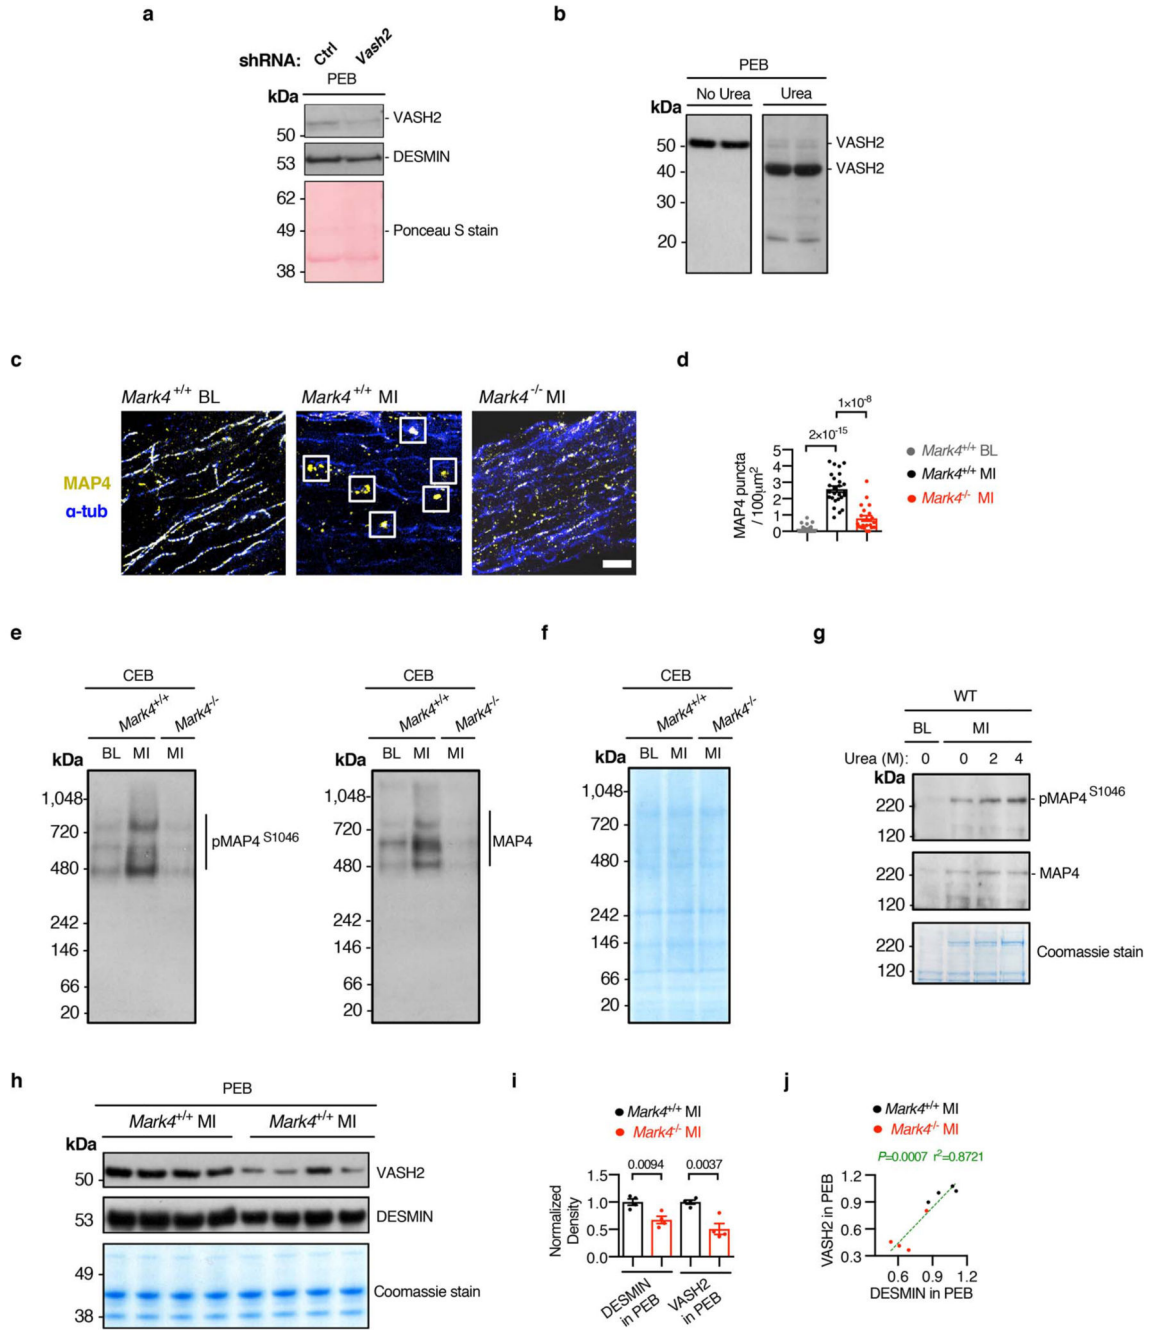 a
shRNA: Ctrl Vash2
PEB
kDa
VASH2
50
53
DESMIN
62
49
Ponceau S stain
38
b
PEB
No Urea Urea
kDa
50
VASH2
40
VASH2
30
20
c
Mark4+/+ BL Mark4+/+ MI Mark4-/- MI
MAP4
α-tub
d
1×10-8
2×10-15
MAP4 puncta
/ 100μm2
5
4
3
2
1
0
Mark4+/+ BL
Mark4+/+ MI
Mark4-/- MI
e
CEB
Mark4+/+ Mark4-/-
BL MI MI
kDa
1,048
720
480
242
146
66
20
pMAP4 S1046
CEB
Mark4+/+ Mark4-/-
BL MI MI
kDa
1,048
720
480
242
146
66
20
MAP4
f
CEB
Mark4+/+ Mark4-/-
BL MI MI
kDa
1,048
720
480
242
146
66
20
g
WT
BL MI
Urea (M): 0 0 2 4
kDa
220
pMAP4 S1046
120
220
MAP4
120
220
Coomassie stain
120
h
PEB
Mark4+/+ MI Mark4+/+ MI
kDa
50
VASH2
53
DESMIN
49
Coomassie stain
38
i
Mark4+/+ MI
Mark4-/- MI
0.0094 0.0037
Normalized
Density
1.5
1.0
0.5
0.0
DESMIN
in PEB
VASH2
in PEB
j
Mark4+/+ MI
Mark4-/- MI
P=0.0007 r2=0.8721
VASH2 in PEB
1.2
0.9
0.6
0.3
0.6 0.9 1.2
DESMIN in PEB